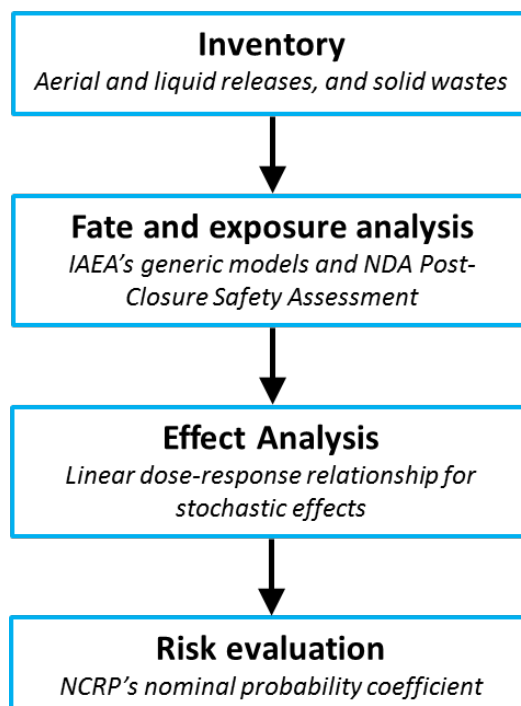 Inventory
Aerial and liquid releases, and solid wastes
Fate and exposure analysis
IAEA's generic models and NDA Post-
Closure Safety Assessment
Effect Analysis
Linear dose-response relationship for
stochastic effects
Risk evaluation
NCRP's nominal probability coefficient